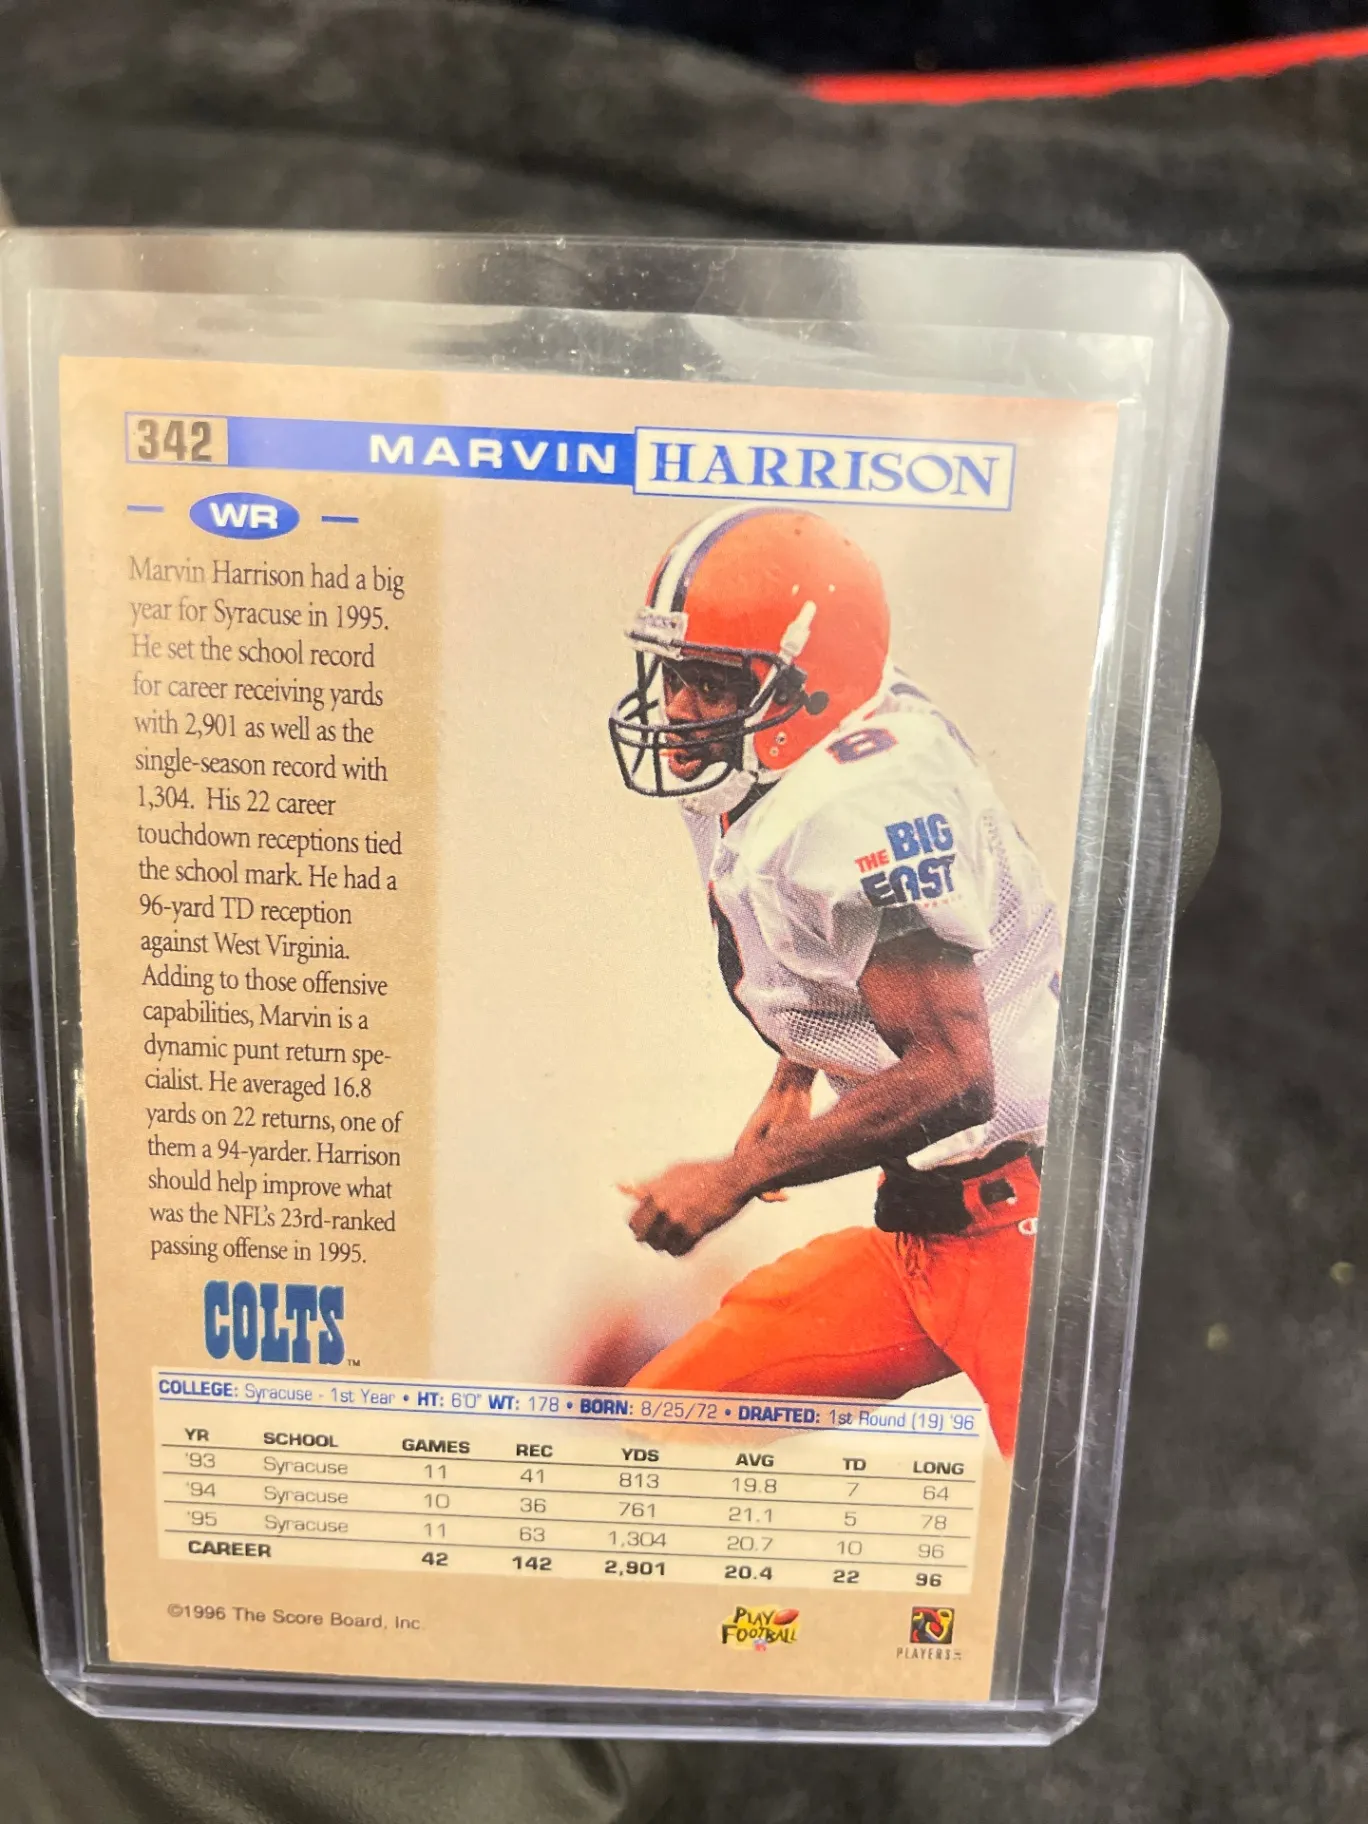 342 MARVIN HARRISON
WR
Marvin Harrison had a big
year for Syracuse in 1995.
He set the school record
for career receiving yards
with 2,901 as well as the
single-season record with
1,304. His 22 career
touchdown receptions tied
the school mark. He had a
96-yard TD reception
against West Virginia.
Adding to those offensive
capabilities, Marvin is a
dynamic punt return spe-
cialist. He averaged 16.8
yards on 22 returns, one of
them a 94-yarder. Harrison
should help improve what
was the NFL's 23rd-ranked
passing offense in 1995.
8
THE BIG
EAST
COLTS™
COLLEGE: Syracuse - 1st Year • HT: 6'0" WT: 178 • BORN: 8/25/72 • DRAFTED: 1st Round (19) '96
YR SCHOOL GAMES REC YDS AVG TD LONG
'93 Syracuse 11 41 813 19.8 7 64
'94 Syracuse 10 36 761 21.1 5 78
'95 Syracuse 11 63 1,304 20.7 10 96
CAREER 42 142 2,901 20.4 22 96
©1996 The Score Board, Inc.
PLAY
FOOTBALL
PLAYERS